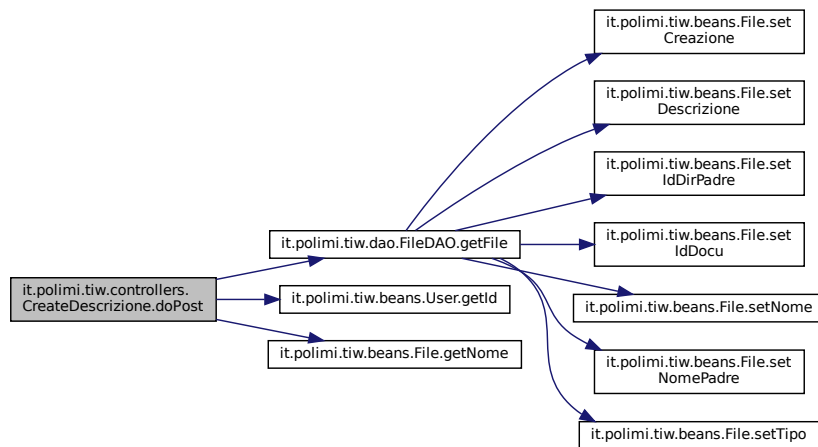 it.polimi.tiw.controllers.
CreateDescrizione.doPost
it.polimi.tiw.dao.FileDAO.getFile
it.polimi.tiw.beans.User.getId
it.polimi.tiw.beans.File.getNome
it.polimi.tiw.beans.File.set
Creazione
it.polimi.tiw.beans.File.set
Descrizione
it.polimi.tiw.beans.File.set
IdDirPadre
it.polimi.tiw.beans.File.set
IdDocu
it.polimi.tiw.beans.File.setNome
it.polimi.tiw.beans.File.set
NomePadre
it.polimi.tiw.beans.File.setTipo